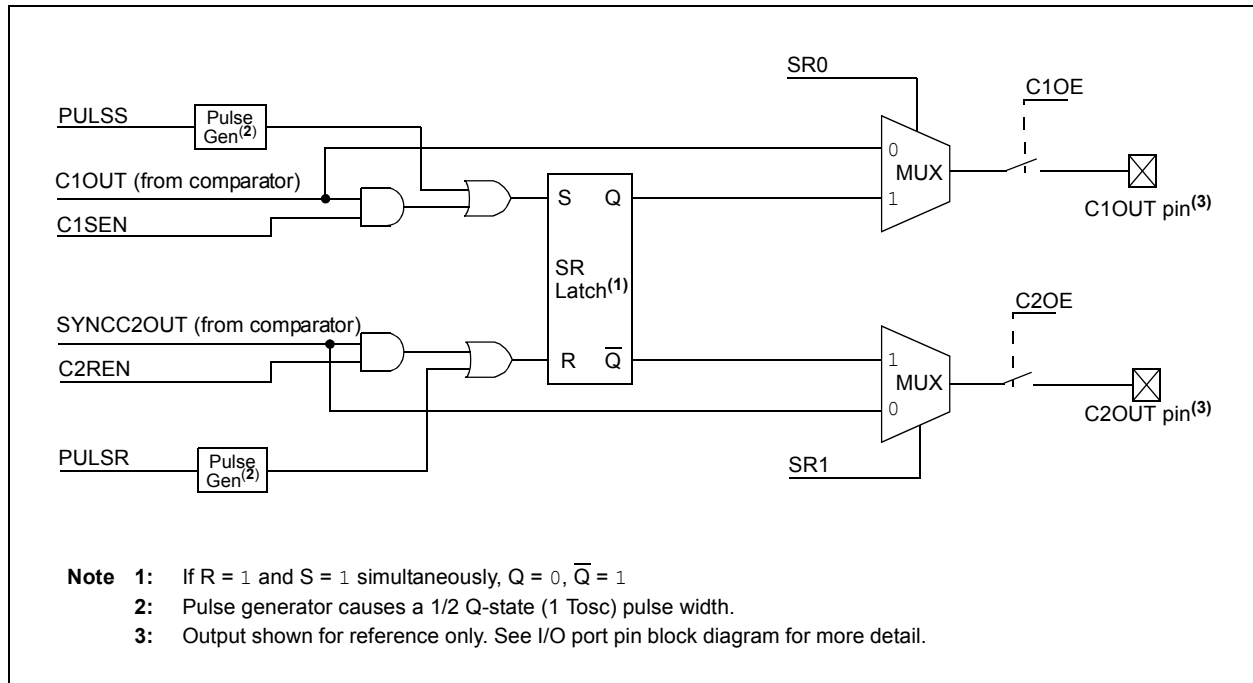 SR0
C1OE
PULSS
Pulse
Gen(2)
0
MUX
1
C1OUT (from comparator)
C1SEN
C1OUT pin(3)
S Q
SR
Latch(1)
R Q̅
SYNCC2OUT (from comparator)
C2REN
C2OE
1
MUX
0
C2OUT pin(3)
PULSR
Pulse
Gen(2)
SR1
Note 1: If R = 1 and S = 1 simultaneously, Q = 0, Q̅ = 1
2: Pulse generator causes a 1/2 Q-state (1 Tosc) pulse width.
3: Output shown for reference only. See I/O port pin block diagram for more detail.